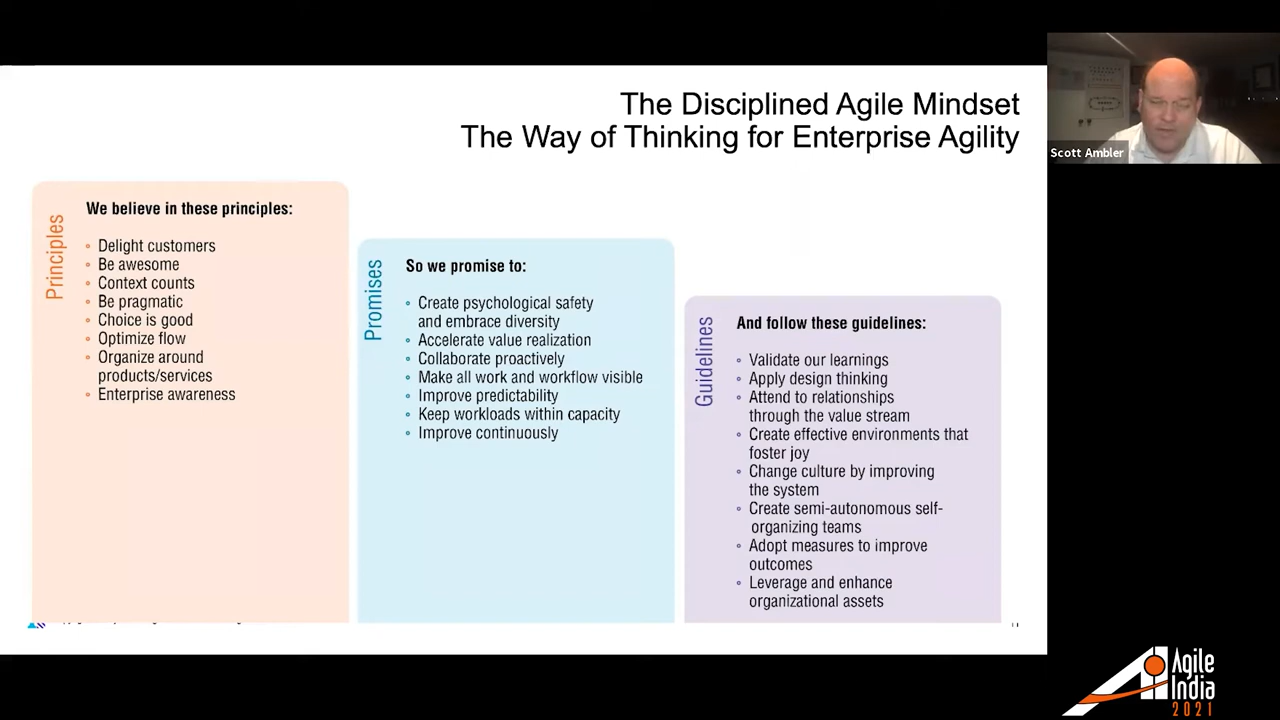 The Disciplined Agile Mindset
The Way of Thinking for Enterprise Agility
Scott Ambler
Principles
We believe in these principles:
Delight customers
Be awesome
Context counts
Be pragmatic
Choice is good
Optimize flow
Organize around
products/services
Enterprise awareness
Promises
So we promise to:
Create psychological safety
and embrace diversity
Accelerate value realization
Collaborate proactively
Make all work and workflow visible
Improve predictability
Keep workloads within capacity
Improve continuously
Guidelines
And follow these guidelines:
Validate our learnings
Apply design thinking
Attend to relationships
through the value stream
Create effective environments that
foster joy
Change culture by improving
the system
Create semi-autonomous self-
organizing teams
Adopt measures to improve
outcomes
Leverage and enhance
organizational assets
Agile
India
2021